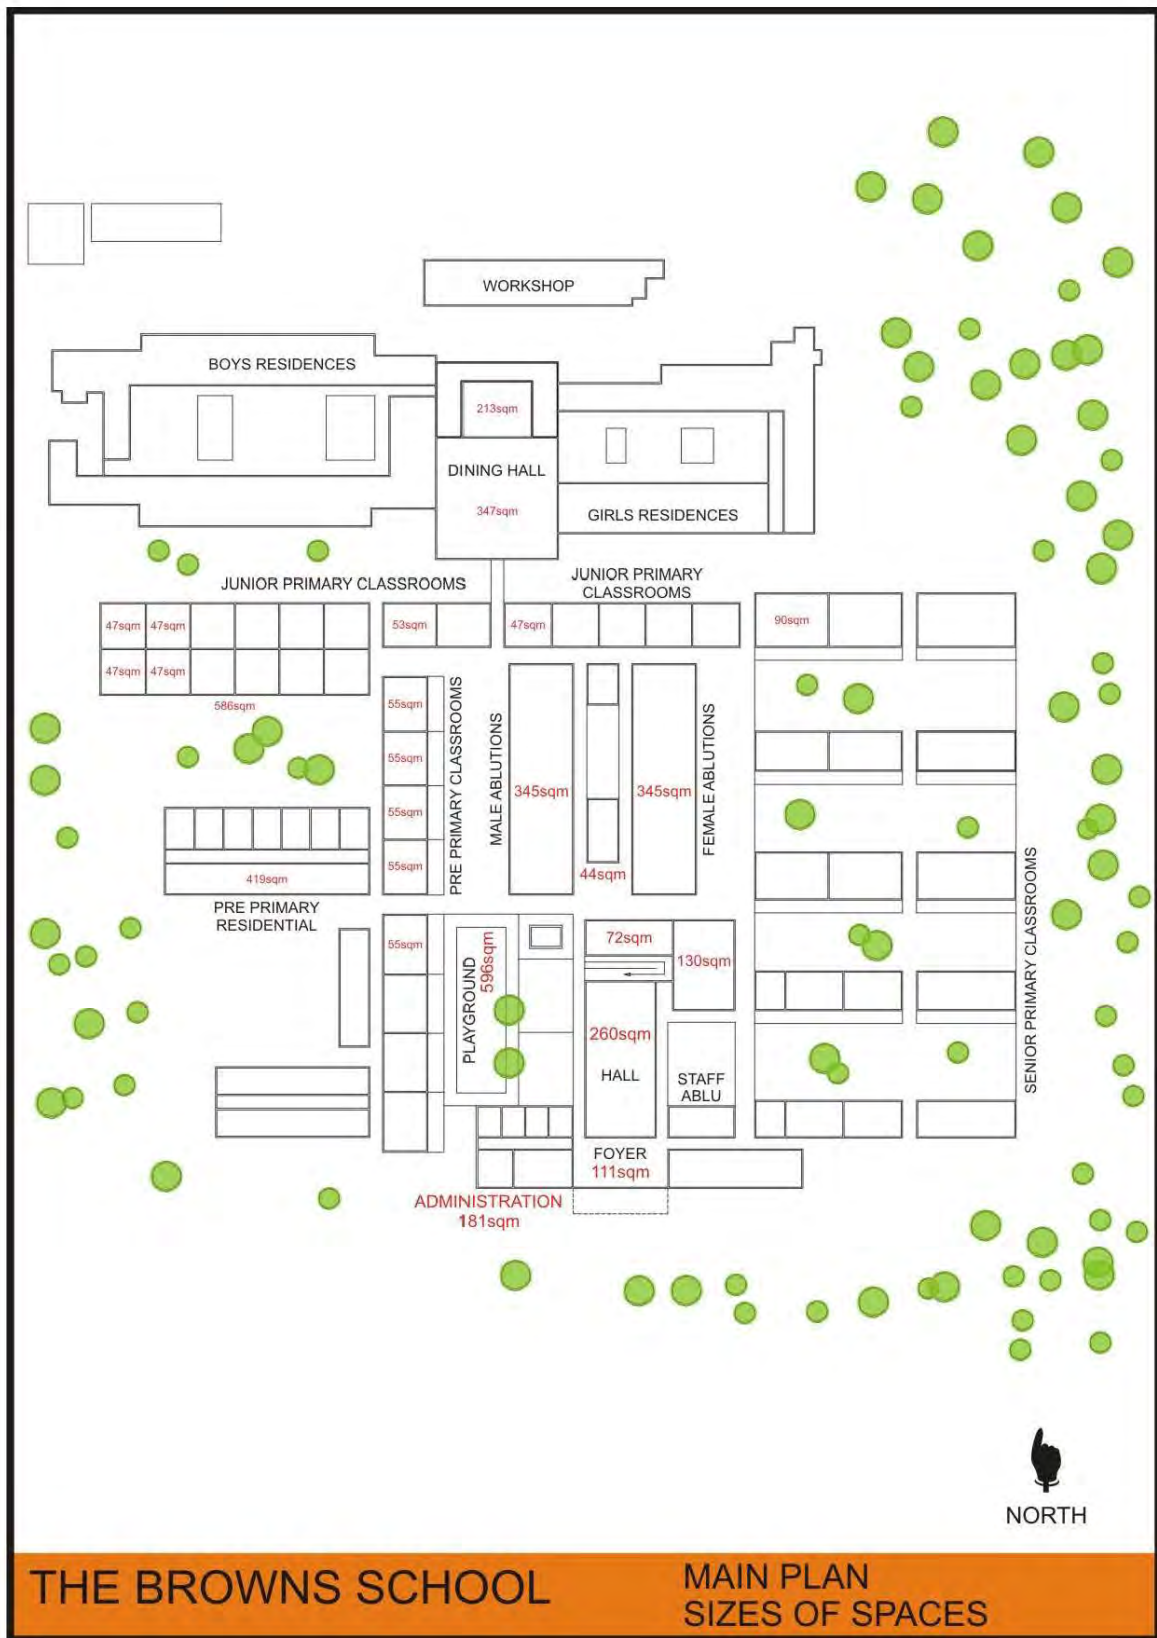 WORKSHOP
BOYS RESIDENCES
213sqm
DINING HALL
347sqm
GIRLS RESIDENCES
JUNIOR PRIMARY CLASSROOMS
JUNIOR PRIMARY
CLASSROOMS
47sqm 47sqm
53sqm
47sqm
90sqm
47sqm 47sqm
586sqm
55sqm
55sqm
55sqm
55sqm
PRE PRIMARY CLASSROOMS
MALE ABLUTIONS
345sqm
44sqm
345sqm
FEMALE ABLUTIONS
419sqm
PRE PRIMARY
RESIDENTIAL
55sqm
PLAYGROUND
596sqm
72sqm
130sqm
260sqm
HALL
STAFF
ABLU
SENIOR PRIMARY CLASSROOMS
FOYER
111sqm
ADMINISTRATION
181sqm
NORTH
THE BROWNS SCHOOL
MAIN PLAN
SIZES OF SPACES